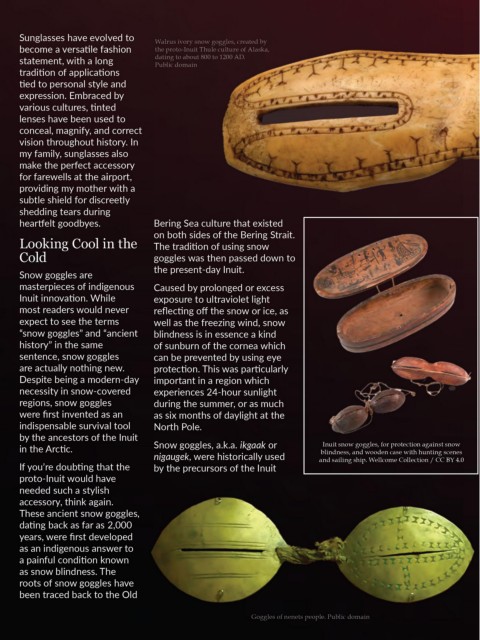 Sunglasses have evolved to
become a versatile fashion
statement, with a long
tradition of applications
tied to personal style and
expression. Embraced by
various cultures, tinted
lenses have been used to
conceal, magnify, and correct
vision throughout history. In
my family, sunglasses also
make the perfect accessory
for farewells at the airport,
providing my mother with a
subtle shield for discreetly
shedding tears during
heartfelt goodbyes.
Looking Cool in the
Cold
Snow goggles are
masterpieces of indigenous
Inuit innovation. While
most readers would never
expect to see the terms
“snow goggles” and “ancient
history” in the same
sentence, snow goggles
are actually nothing new.
Despite being a modern-day
necessity in snow-covered
regions, snow goggles
were first invented as an
indispensable survival tool
by the ancestors of the Inuit
in the Arctic.
If you’re doubting that the
proto-Inuit would have
needed such a stylish
accessory, think again.
These ancient snow goggles,
dating back as far as 2,000
years, were first developed
as an indigenous answer to
a painful condition known
as snow blindness. The
roots of snow goggles have
been traced back to the Old
Walrus ivory snow goggles, created by
the proto-Inuit Thule culture of Alaska,
dating to about 800 to 1200 AD.
Public domain
Bering Sea culture that existed
on both sides of the Bering Strait.
The tradition of using snow
goggles was then passed down to
the present-day Inuit.
Caused by prolonged or excess
exposure to ultraviolet light
reflecting off the snow or ice, as
well as the freezing wind, snow
blindness is in essence a kind
of sunburn of the cornea which
can be prevented by using eye
protection. This was particularly
important in a region which
experiences 24-hour sunlight
during the summer, or as much
as six months of daylight at the
North Pole.
Snow goggles, a.k.a. ikgaak or
nigaugek, were historically used
by the precursors of the Inuit
Inuit snow goggles, for protection against snow
blindness, and wooden case with hunting scenes
and sailing ship. Wellcome Collection / CC BY 4.0
Goggles of nenets people. Public domain